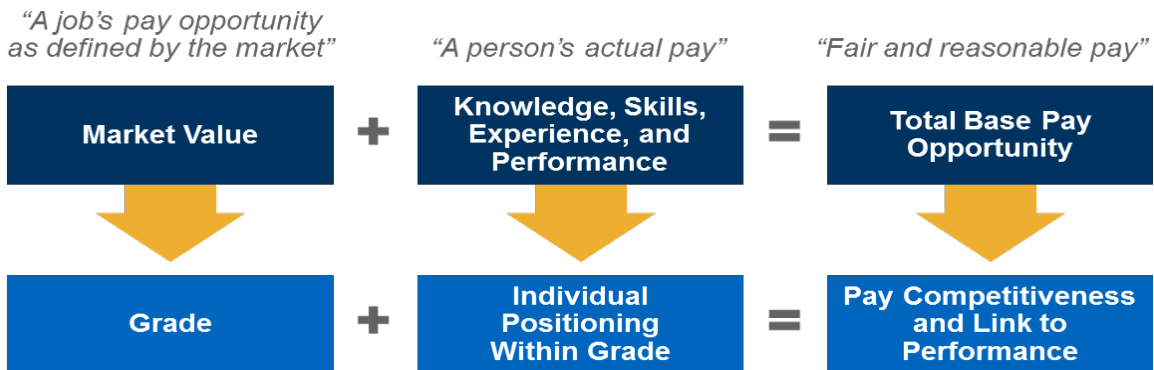 “A job’s pay opportunity
as defined by the market”
“A person’s actual pay”
“Fair and reasonable pay”
Market Value
+
Knowledge, Skills,
Experience, and
Performance
=
Total Base Pay
Opportunity
Grade
+
Individual
Positioning
Within Grade
=
Pay Competitiveness
and Link to
Performance